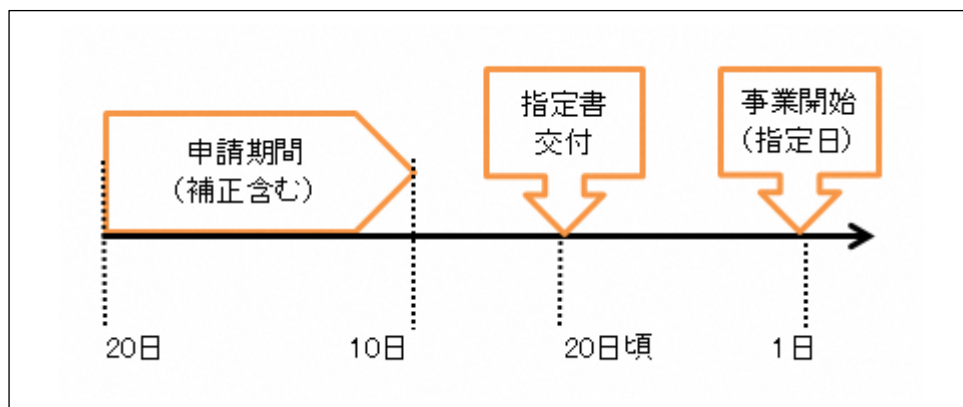 申請期間
(補正含む)
指定書
交付
事業開始
(指定日)
20日
10日
20日頃
1日